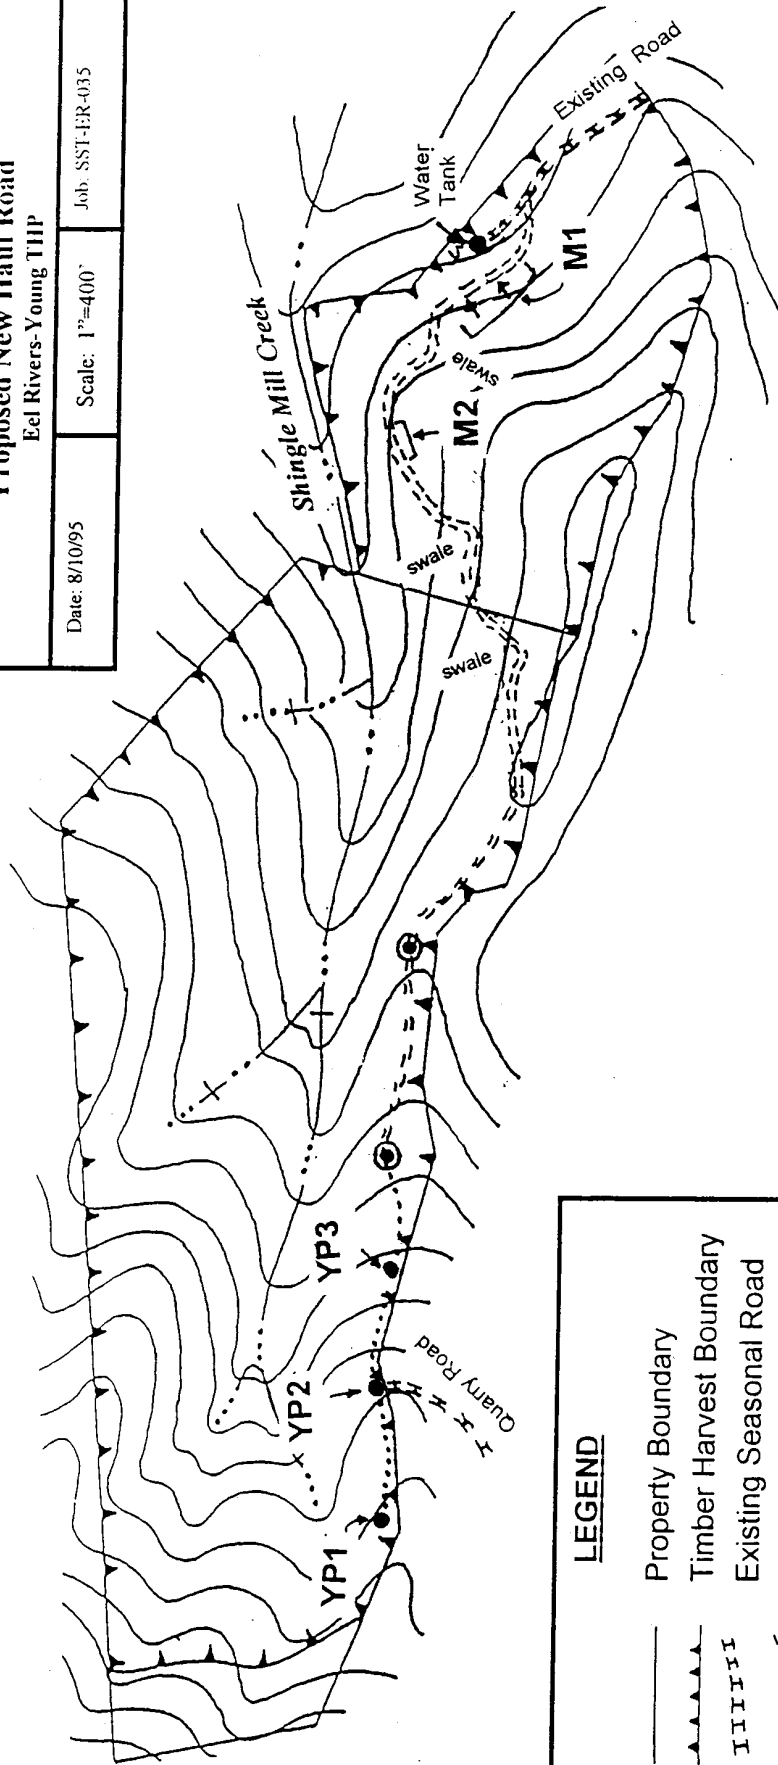 Proposed New Haul Road
Eel Rivers-Young THP
Date: 8/10/95
Scale: 1"=400'
Job: SST-ER-035
Shingle Mill Creek
Water
Tank
Existing Road
M1
swale
M2
swale
swale
YP3
YP2
Quarry Road
YP1
LEGEND
Property Boundary
Timber Harvest Boundary
Existing Seasonal Road